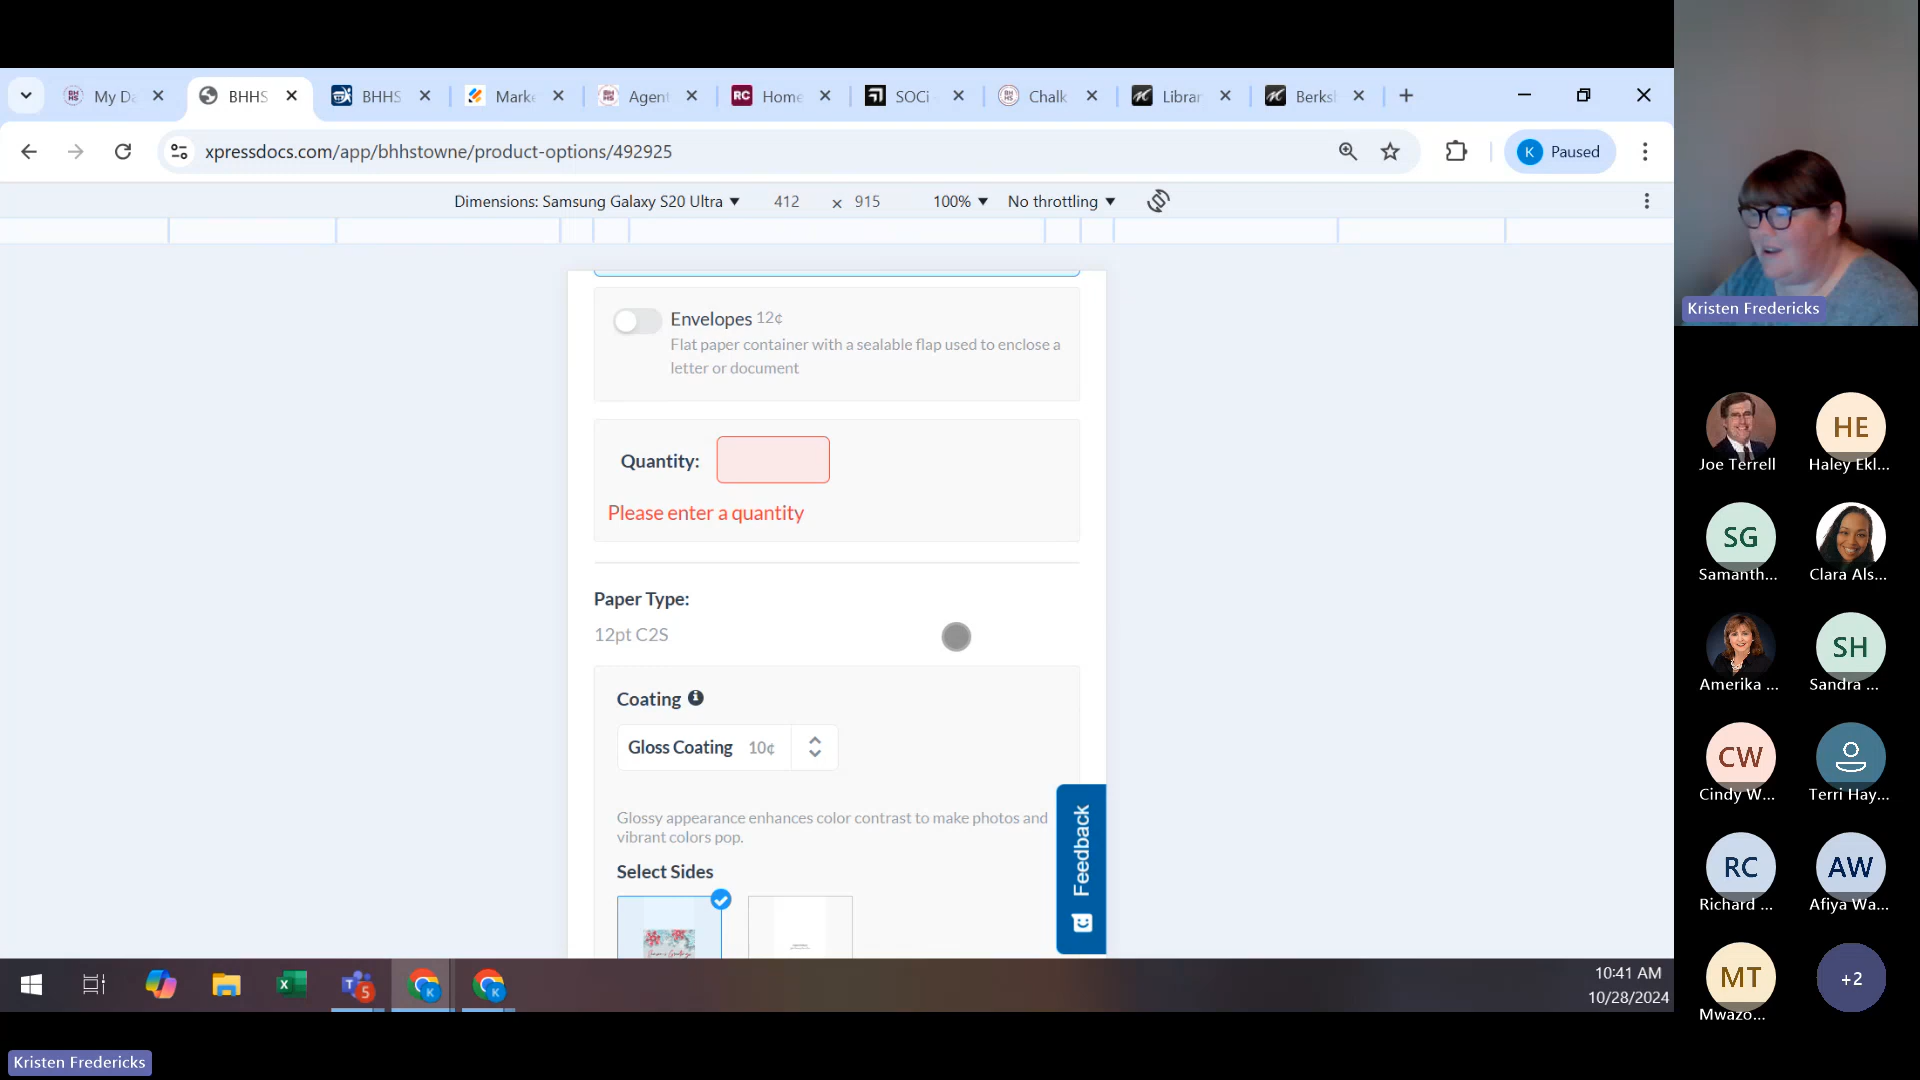 My Da
BHHS
BHHS
Marke
Agen
Home
SOCi
Chalk
Librar
Berksh
xpressdocs.com/app/bhhstowne/product-options/492925
K Paused
Dimensions: Samsung Galaxy S20 Ultra ▼ 412 × 915 100% ▼ No throttling ▼
Envelopes 12¢
Flat paper container with a sealable flap used to enclose a
letter or document
Quantity:
Please enter a quantity
Paper Type:
12pt C2S
Coating
Gloss Coating 10¢
Glossy appearance enhances color contrast to make photos and
vibrant colors pop.
Select Sides
Feedback
10:41 AM
10/28/2024
Kristen Fredericks
Kristen Fredericks
Joe Terrell
HE
Haley Ekl...
SG
Samanth...
Clara Als...
Amerika ...
SH
Sandra ...
CW
Cindy W...
Terri Hay...
RC
Richard ...
AW
Afiya Wa...
MT
Mwazo...
+2